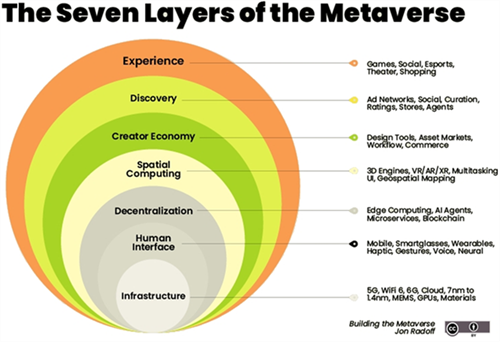 The Seven Layers of the Metaverse
Experience
Games, Social, Esports,
Theater, Shopping
Discovery
Ad Networks, Social, Curation,
Ratings, Stores, Agents
Creator Economy
Design Tools, Asset Markets,
Workflow, Commerce
Spatial
Computing
3D Engines, VR/AR/XR, Multitasking
UI, Geospatial Mapping
Decentralization
Edge Computing, AI Agents,
Microservices, Blockchain
Human
Interface
Mobile, Smartglasses, Wearables,
Haptic, Gestures, Voice, Neural
Infrastructure
5G, WiFi 6, 6G, Cloud, 7nm to
1.4nm, MEMS, GPUs, Materials
Building the Metaverse
Jon Radoff
cc
BY